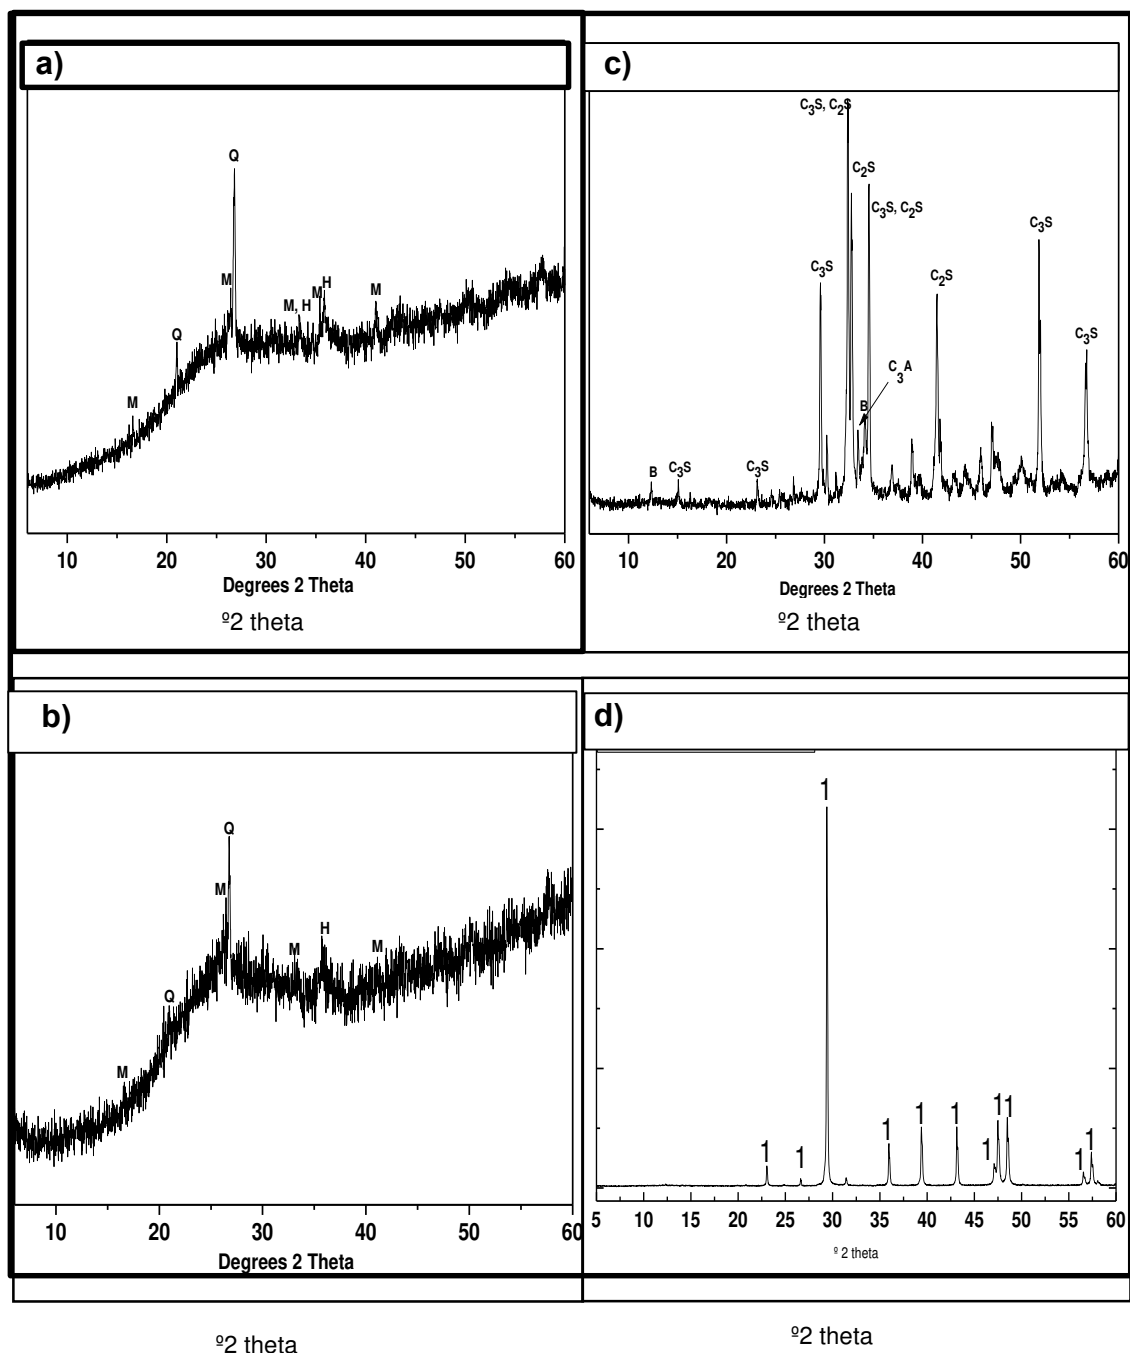 a)
Q
M
H
M, H
M
M
Q
M
10 20 30 40 50 60
Degrees 2 Theta
º2 theta
c)
C3S, C2S
C2S
C3S, C2S
C3S
C3S
C2S
C3S
C3A
B
B
C3S
C3S
10 20 30 40 50 60
Degrees 2 Theta
º2 theta
b)
Q
M
H
M
M
Q
M
10 20 30 40 50 60
Degrees 2 Theta
º2 theta
d)
1
1
1
1
1
1
1
1
1
1
1
5 10 15 20 25 30 35 40 45 50 55 60
º 2 theta
º2 theta